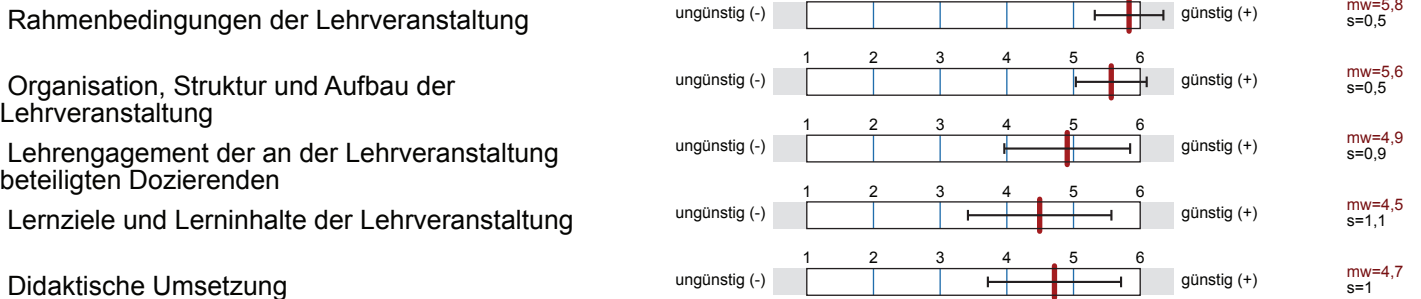 Rahmenbedingungen der Lehrveranstaltung
ungünstig (-)
günstig (+)
mw=5,8
s=0,5
1 2 3 4 5 6
Organisation, Struktur und Aufbau der
Lehrveranstaltung
ungünstig (-)
günstig (+)
mw=5,6
s=0,5
1 2 3 4 5 6
Lehrengagement der an der Lehrveranstaltung
beteiligten Dozierenden
ungünstig (-)
günstig (+)
mw=4,9
s=0,9
1 2 3 4 5 6
Lernziele und Lerninhalte der Lehrveranstaltung
ungünstig (-)
günstig (+)
mw=4,5
s=1,1
1 2 3 4 5 6
Didaktische Umsetzung
ungünstig (-)
günstig (+)
mw=4,7
s=1